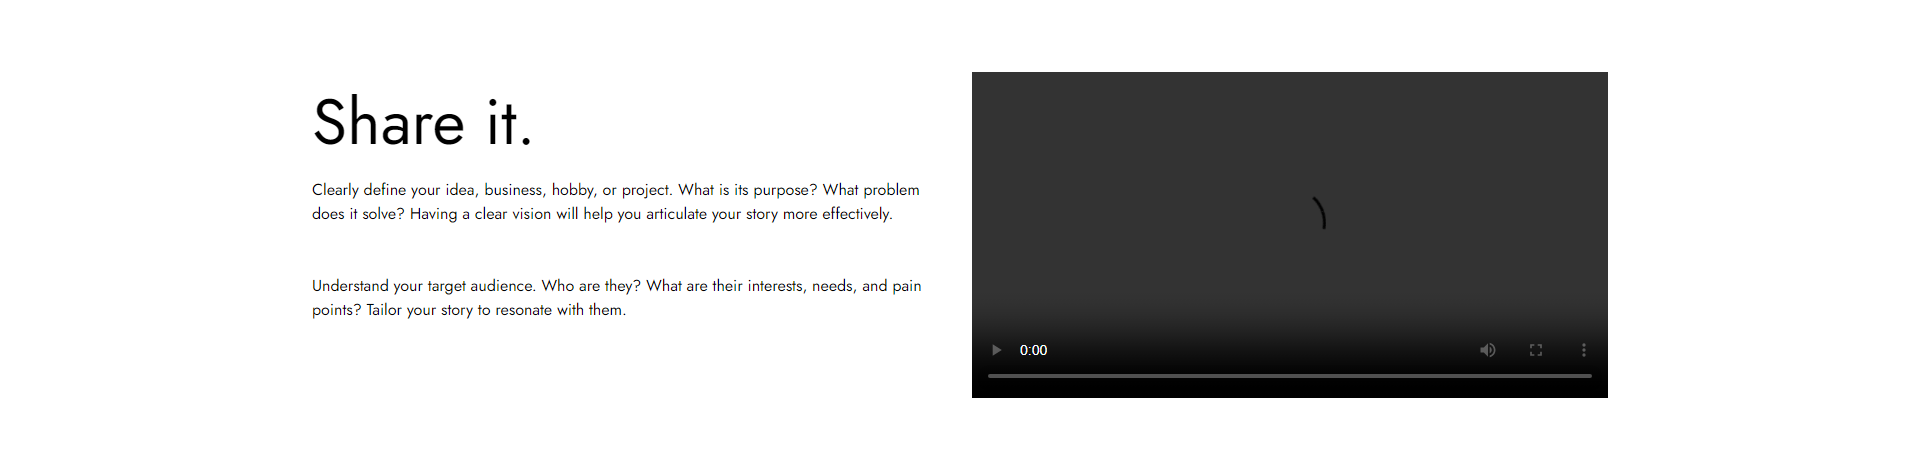 Share it.
Clearly define your idea, business, hobby, or project. What is its purpose? What problem
does it solve? Having a clear vision will help you articulate your story more effectively.
Understand your target audience. Who are they? What are their interests, needs, and pain
points? Tailor your story to resonate with them.
0:00